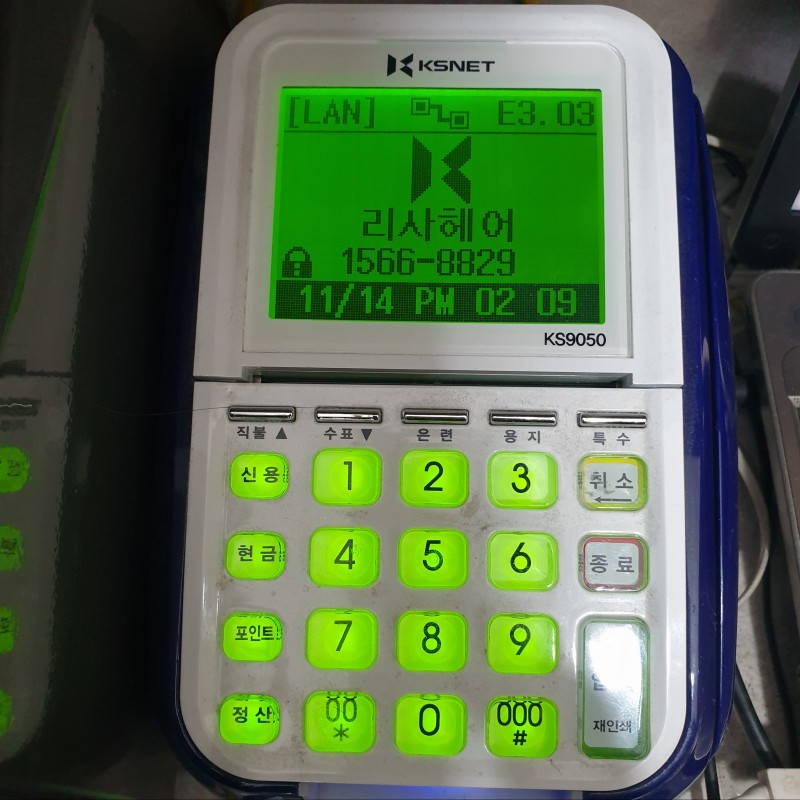 KSNET
[LAN] E3.03
리사헤어
1566-8829
11/14 PM 02 09
KS9050
직불 ▲ 수표 ▼ 은 련 용 지 특 수
신 용 1 2 3 취 소
현 금 4 5 6 종 료
포인트 7 8 9
정 산 00 0 000
* #
재인쇄